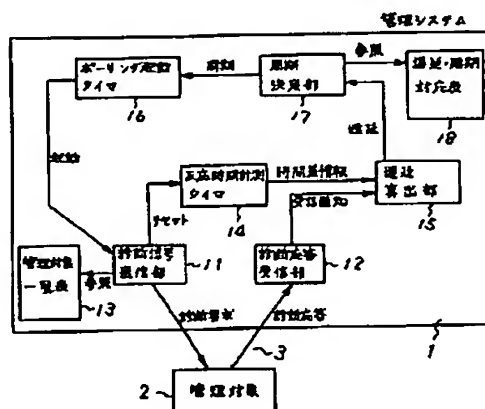 管理システム
ポーリング起動
タイマ
16
周期
周期
決定部
17
参照
遅延・周期
対応表
18
起動
遅延
反応時間計測
タイマ
14
時間差情報
遅延
算出部
15
リセット
受信通知
管理対象
一覧表
13
参照
診断信号
送信部
11
診断応答
受信部
12
診断要求
診断応答
3
1
2
管理対象